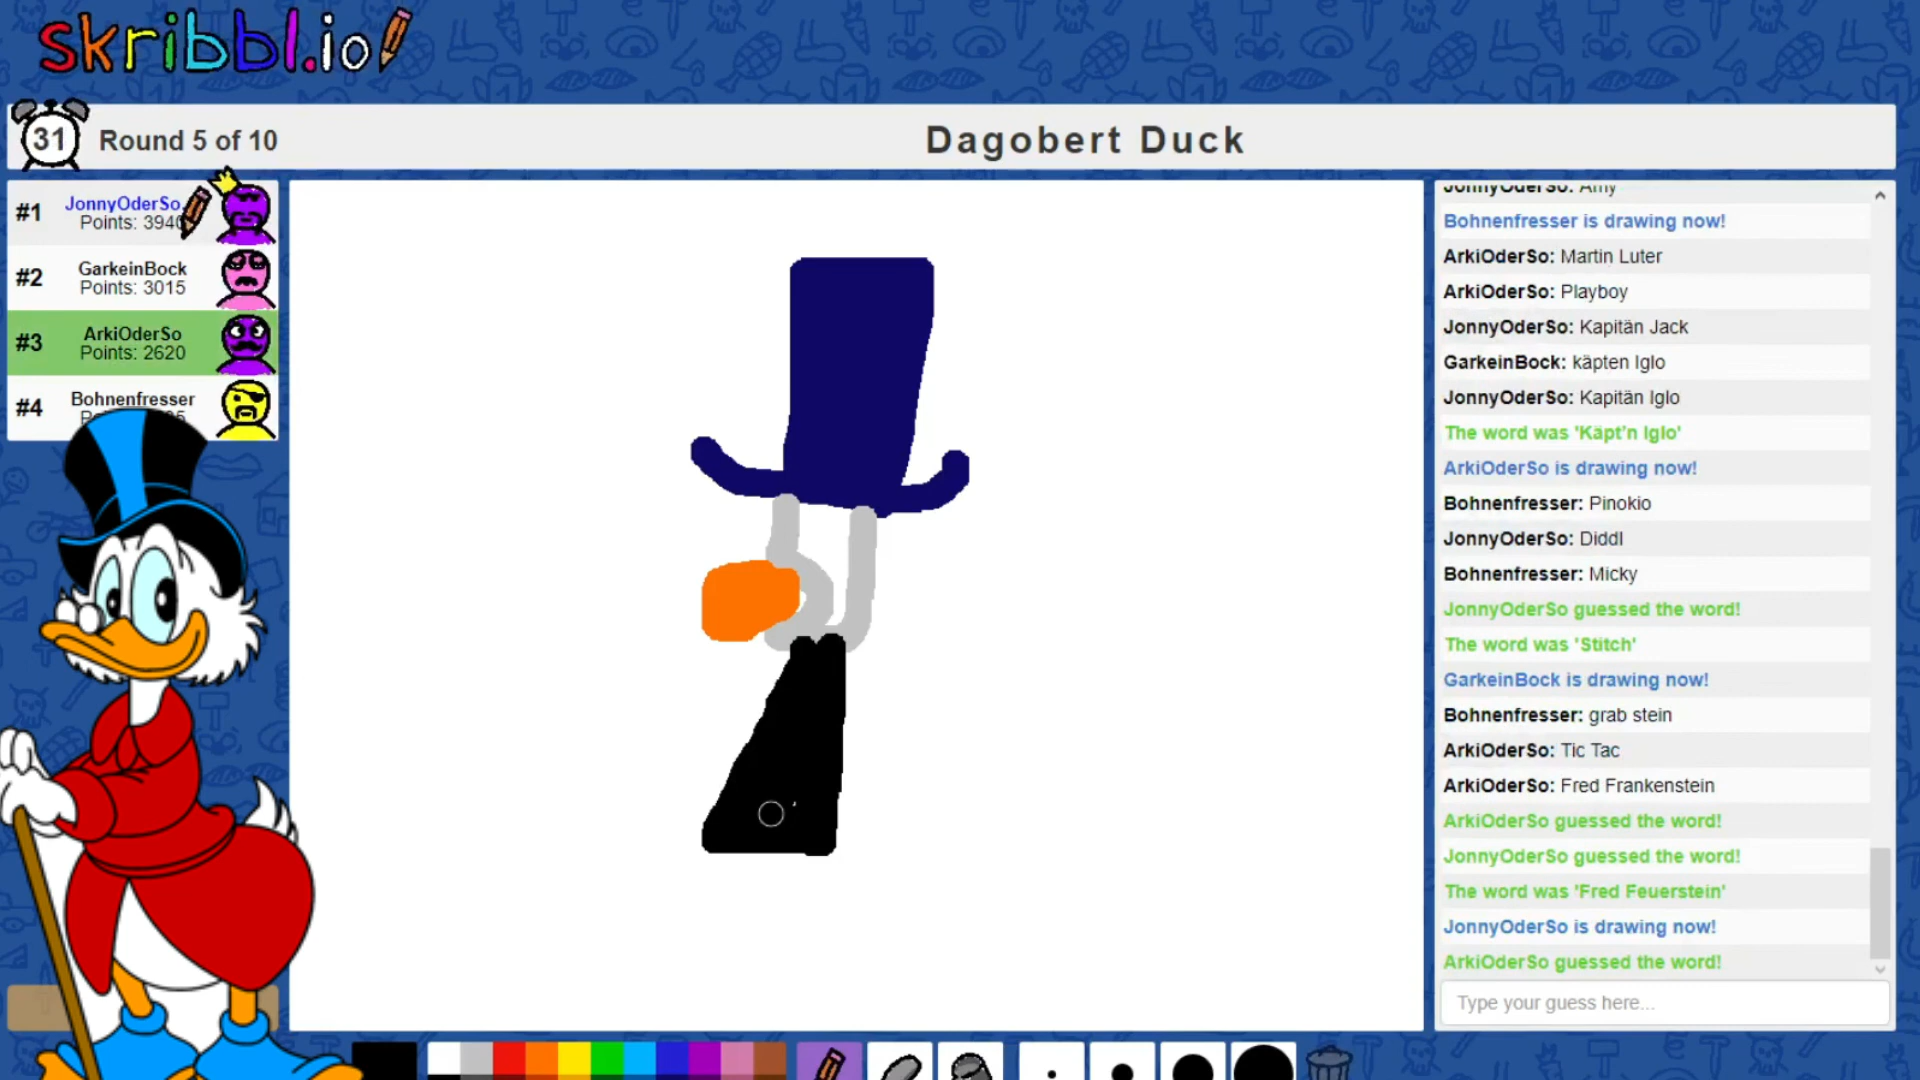 skribbl.io
31
Round 5 of 10
Dagobert Duck
#1
JonnyOderSo
Points: 3940
#2
GarkeinBock
Points: 3015
#3
ArkiOderSo
Points: 2620
#4
Bohnenfresser
JonnyOderSo: Amy
Bohnenfresser is drawing now!
ArkiOderSo: Martin Luter
ArkiOderSo: Playboy
JonnyOderSo: Kapitän Jack
GarkeinBock: käpten Iglo
JonnyOderSo: Kapitän Iglo
The word was 'Käpt'n Iglo'
ArkiOderSo is drawing now!
Bohnenfresser: Pinokio
JonnyOderSo: Diddl
Bohnenfresser: Micky
JonnyOderSo guessed the word!
The word was 'Stitch'
GarkeinBock is drawing now!
Bohnenfresser: grab stein
ArkiOderSo: Tic Tac
ArkiOderSo: Fred Frankenstein
ArkiOderSo guessed the word!
JonnyOderSo guessed the word!
The word was 'Fred Feuerstein'
JonnyOderSo is drawing now!
ArkiOderSo guessed the word!
Type your guess here...